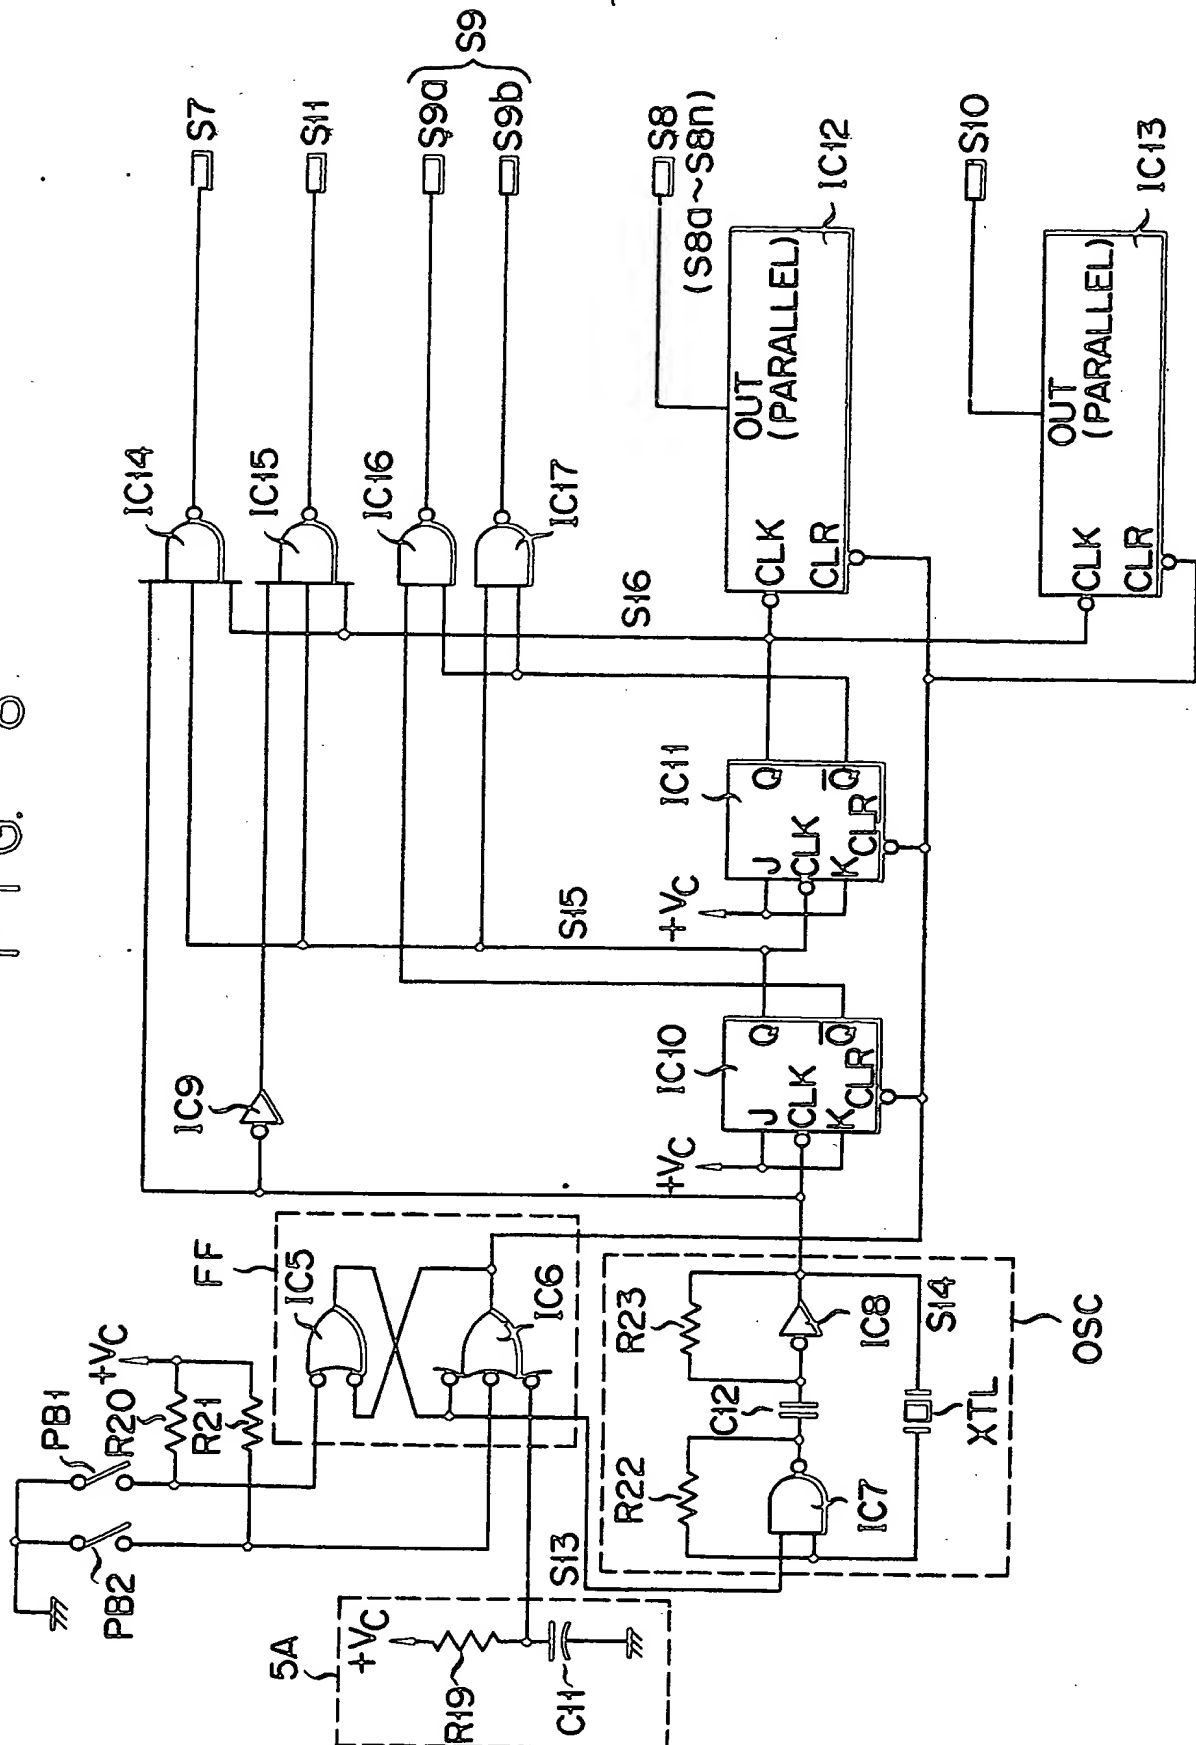 FIG. 8
S7
S11
S9a
S9
S9b
S8
(S8a~S8n)
S10
IC14
IC15
IC16
IC17
S16
OUT
(PARALLEL)
CLK
CLR
IC12
OUT
(PARALLEL)
CLK
CLR
IC13
S15
IC11
+VC
J
CLK
K
CLR
Q
Q̅
IC10
+VC
J
CLK
K
CLR
Q
Q̅
IC9
FF
IC5
IC6
+VC
PB1
R20
R21
PB2
S13
5A
+VC
R19
C11
R23
IC8
S14
C12
R22
IC7
XTL
OSC